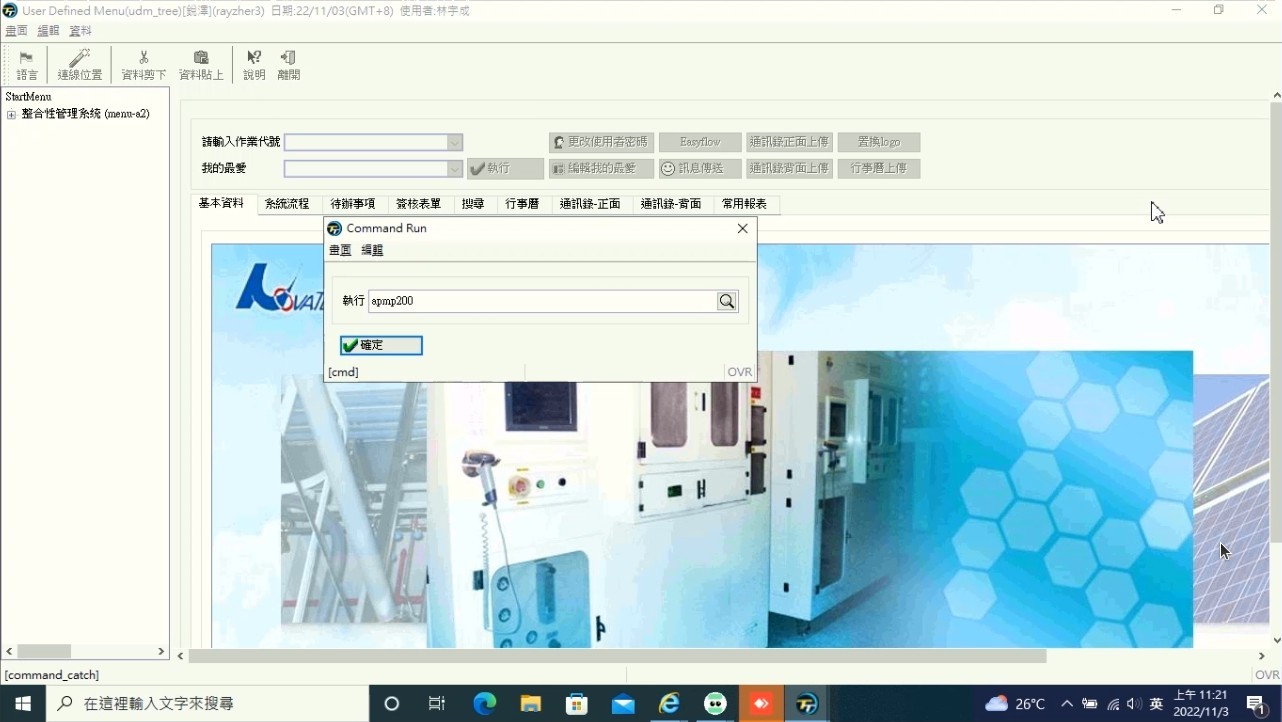 User Defined Menu(udm_tree)[銳澤](rayzher3) 日期:22/11/03(GMT+8) 使用者:林宇成
畫面 編輯 資料
語言 連線位置 資料剪下 資料貼上 說明 離開
StartMenu
整合性管理系統 (menu-a2)
請輸入作業代號 更改使用者密碼 Easyflow 通訊錄正面上傳 置換logo
我的最愛 執行 編輯我的最愛 訊息傳送 通訊錄背面上傳 行事曆上傳
基本資料 系統流程 待辦事項 簽核表單 搜尋 行事曆 通訊錄-正面 通訊錄-背面 常用報表
Command Run
畫面 編輯
執行 apmp200
確定
[cmd] OVR
[command_catch] OVR
在這裡輸入文字來搜尋 26°C 英 上午 11:21
2022/11/3
1